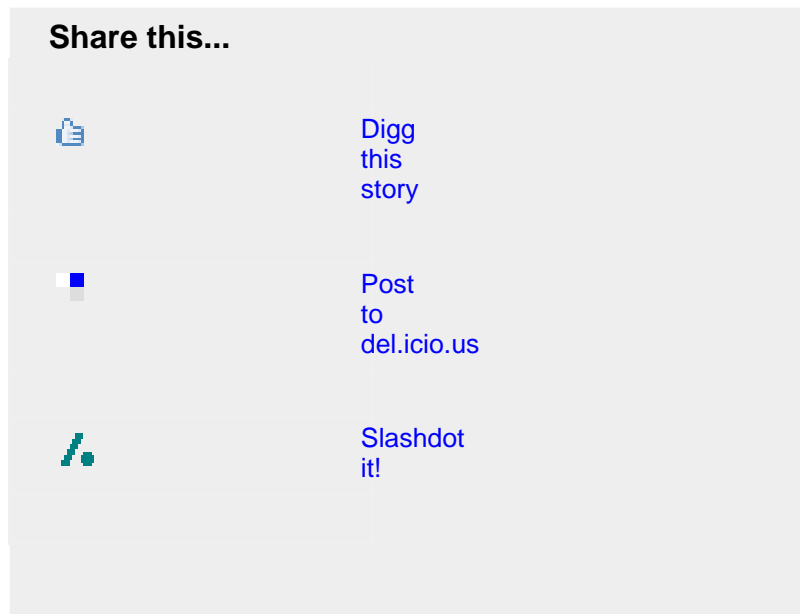 Share this...
Digg
this
story
Post
to
del.icio.us
Slashdot
it!